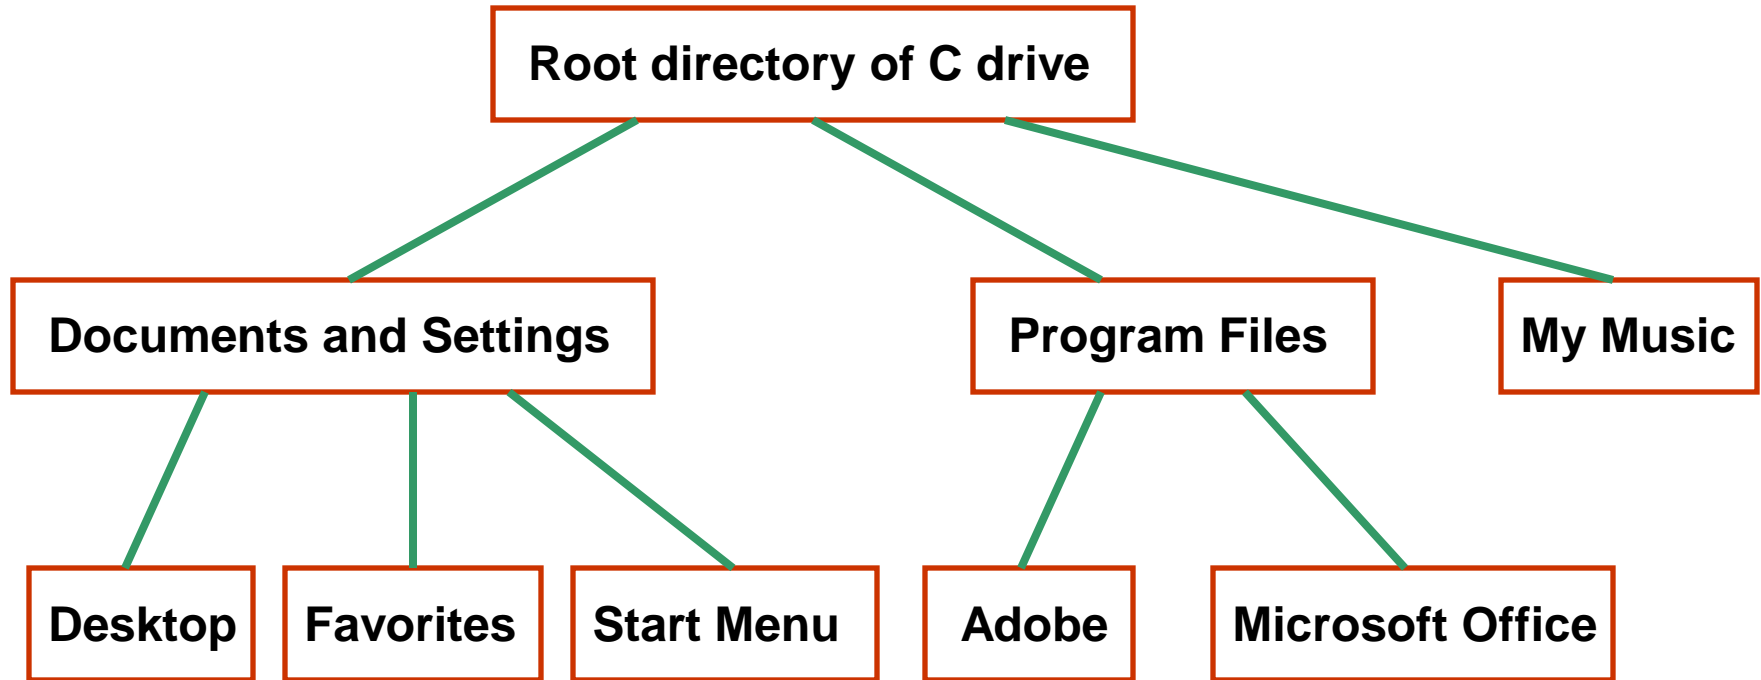 Root directory of C drive
Documents and Settings
Program Files
My Music
Desktop
Favorites
Start Menu
Adobe
Microsoft Office